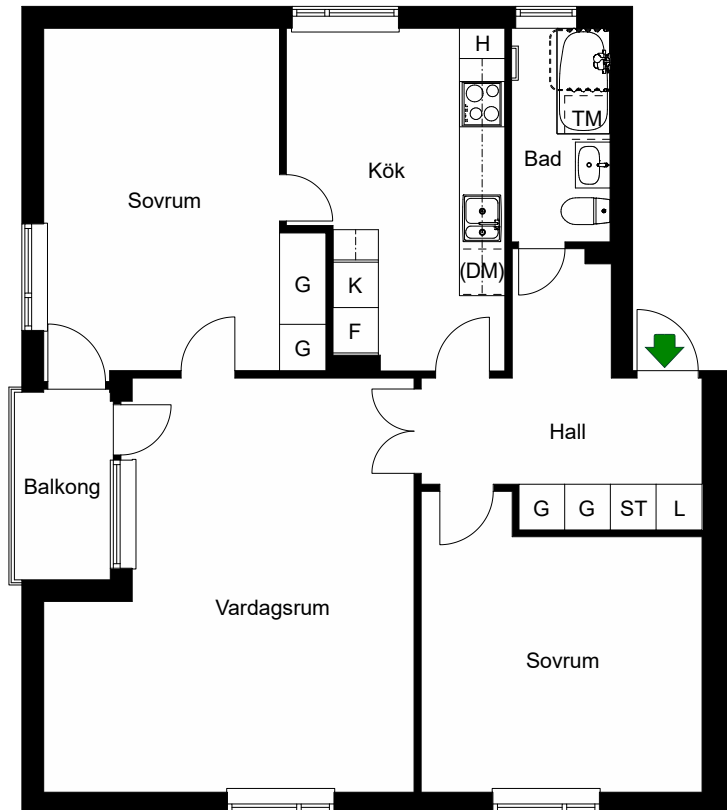 H
TM
Bad
Kök
Sovrum
(DM)
G
K
F
G
Hall
Balkong
G
G
ST
L
Vardagsrum
Sovrum